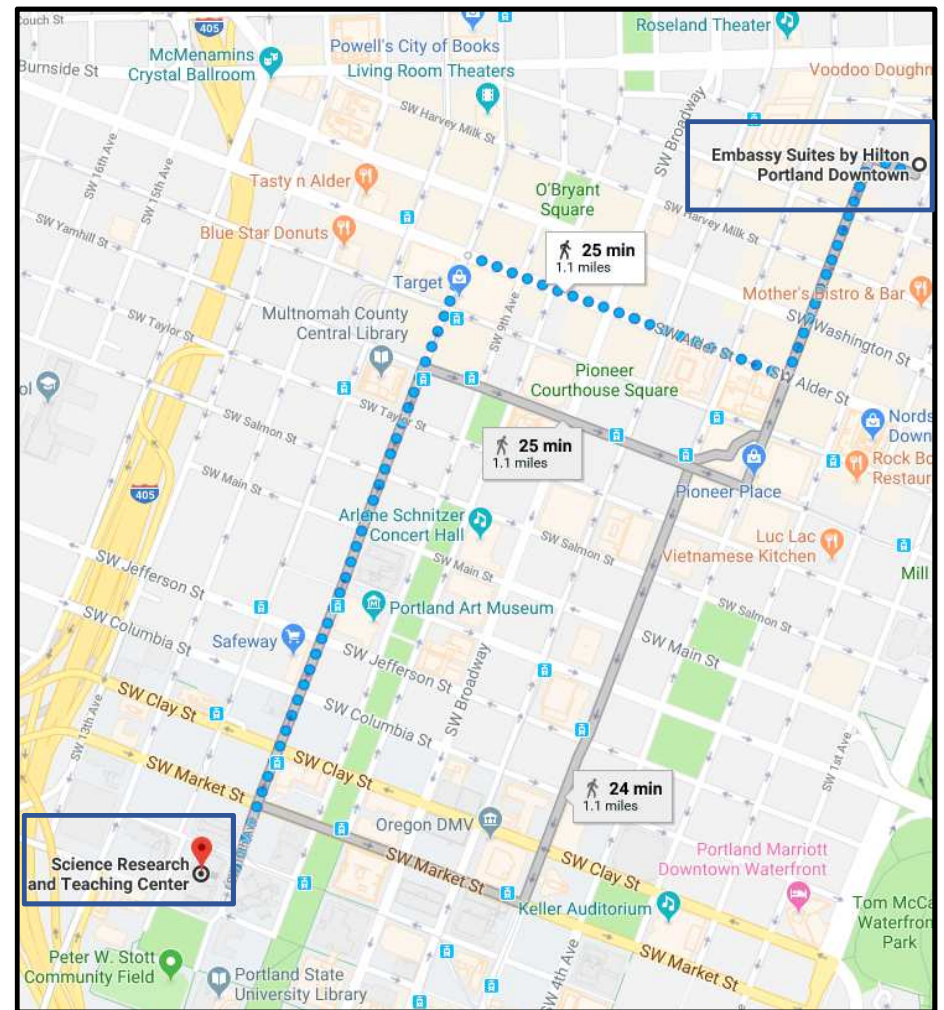 Couch St
405
Powell's City of Books
Roseland Theater
McMenamins
Crystal Ballroom
Burnside St
Living Room Theaters
Voodoo Doughn
SW Harvey Milk St
SW Broadway
SW 16th Ave
SW 15th Ave
Embassy Suites by Hilton
Portland Downtown
Tasty n Alder
O'Bryant
Square
SW Harvey Milk St
SW Yamhill St
Blue Star Donuts
25 min
1.1 miles
Target
Mother's Bistro & Bar
Multnomah County
Central Library
SW 9th Ave
SW Washington St
SW Taylor St
SW Alder St
SW Alder St
Pioneer
Courthouse Square
ol
SW Taylor St
SW Salmon St
Nords
Down
25 min
1.1 miles
Rock Bo
Restaur
SW Main St
Pioneer Place
405
Arlene Schnitzer
Concert Hall
SW Salmon St
Luc Lac
Vietnamese Kitchen
SW Main St
Mill
SW Jefferson St
Portland Art Museum
SW Salmon St
SW Columbia St
Safeway
SW Main St
SW Jefferson St
SW Broadway
SW Clay St
SW Columbia St
SW 13th Ave
SW 1st Ave
SW Market St
SW Clay St
24 min
1.1 miles
Oregon DMV
Portland Marriott
Downtown Waterfront
Science Research
and Teaching Center
SW Market St
SW Clay St
Keller Auditorium
Tom McCa
Waterfron
Park
Peter W. Stott
Community Field
SW 4th Ave
SW Market St
Portland State
University Library